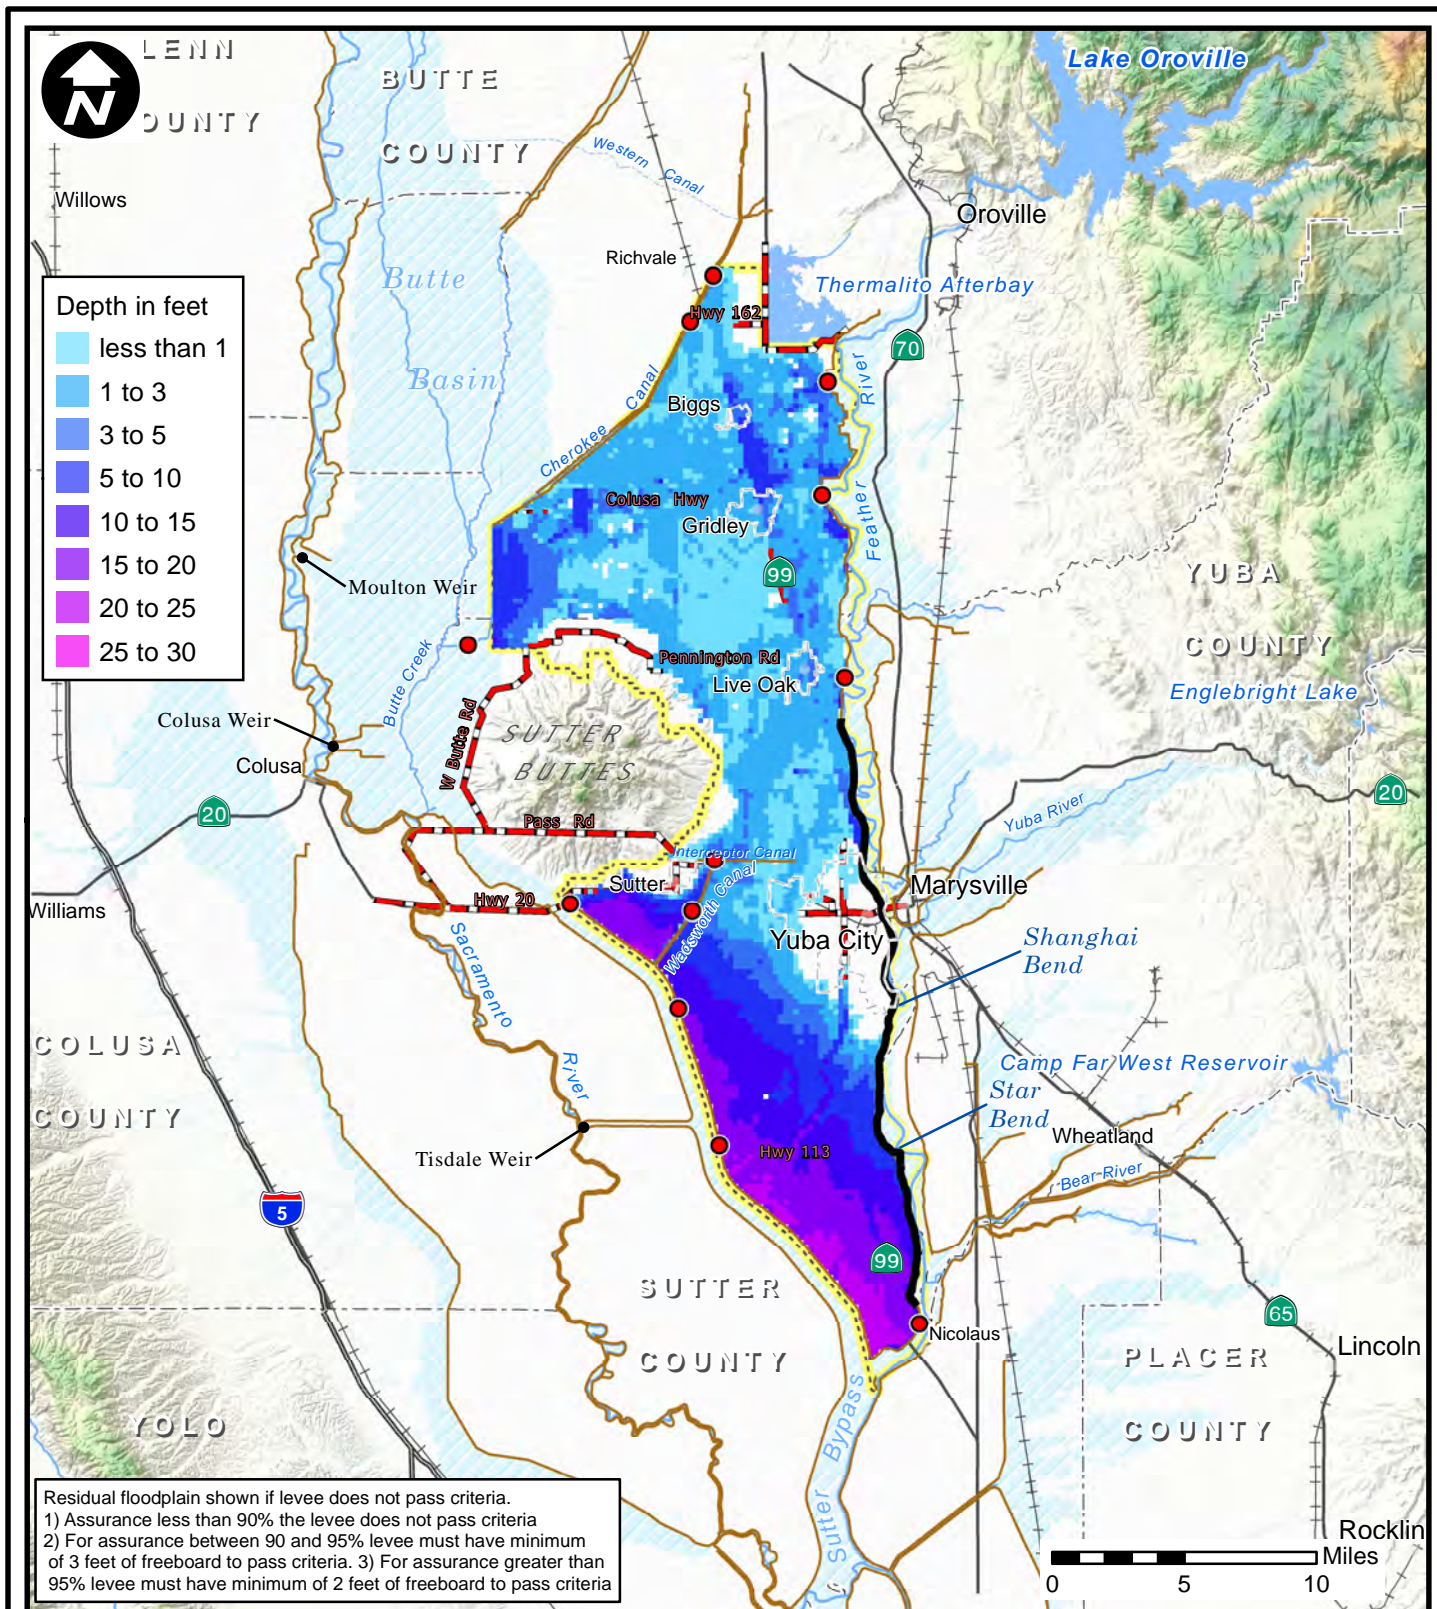 N
LENN
OUNTY
BUTTE
COUNTY
Lake Oroville
Western Canal
Willows
Oroville
Richvale
Butte
Basin
Thermalito Afterbay
Hwy 162
70
Depth in feet
less than 1
1 to 3
3 to 5
5 to 10
10 to 15
15 to 20
20 to 25
25 to 30
Feather River
Cherokee Canal
Biggs
Colusa Hwy
Gridley
99
Moulton Weir
YUBA
COUNTY
Butte Creek
Pennington Rd
Live Oak
Englebright Lake
Colusa Weir
W Butte Rd
SUTTER
BUTTES
Colusa
20
20
Yuba River
Pass Rd
Interceptor Canal
Sutter
Wadsworth Canal
Marysville
Hwy 20
Williams
Yuba City
Shanghai
Bend
Sacramento River
COLUSA
COUNTY
Camp Far West Reservoir
Star
Bend
Wheatland
Tisdale Weir
Hwy 113
Bear River
5
99
SUTTER
COUNTY
65
Nicolaus
Lincoln
PLACER
COUNTY
Sutter Bypass
YOLO
Residual floodplain shown if levee does not pass criteria.
1) Assurance less than 90% the levee does not pass criteria
2) For assurance between 90 and 95% levee must have minimum
of 3 feet of freeboard to pass criteria. 3) For assurance greater than
95% levee must have minimum of 2 feet of freeboard to pass criteria
Rocklin
Miles
0 5 10